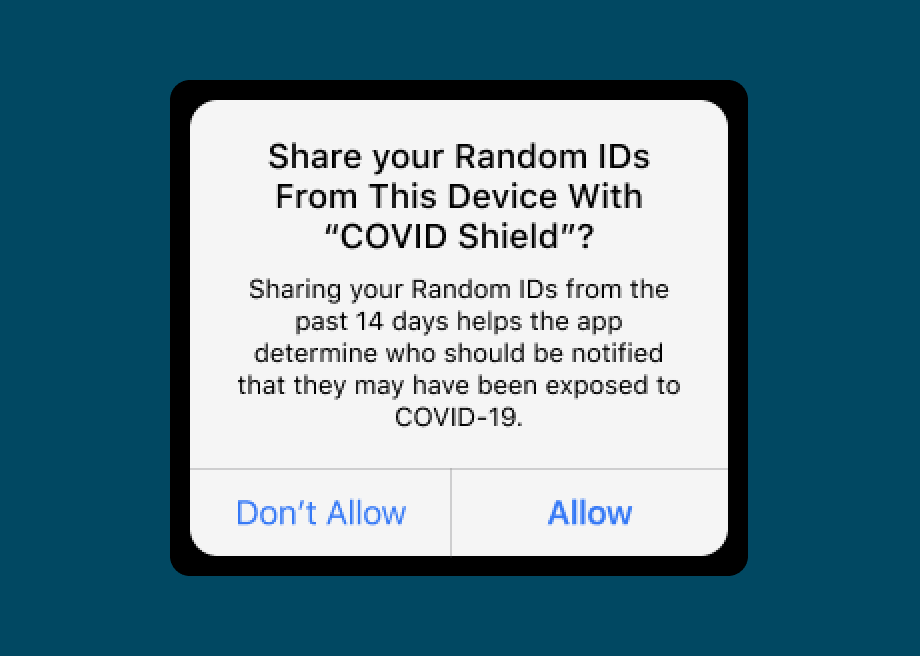 Share your Random IDs
From This Device With
“COVID Shield”?
Sharing your Random IDs from the
past 14 days helps the app
determine who should be notified
that they may have been exposed to
COVID-19.
Don’t Allow
Allow